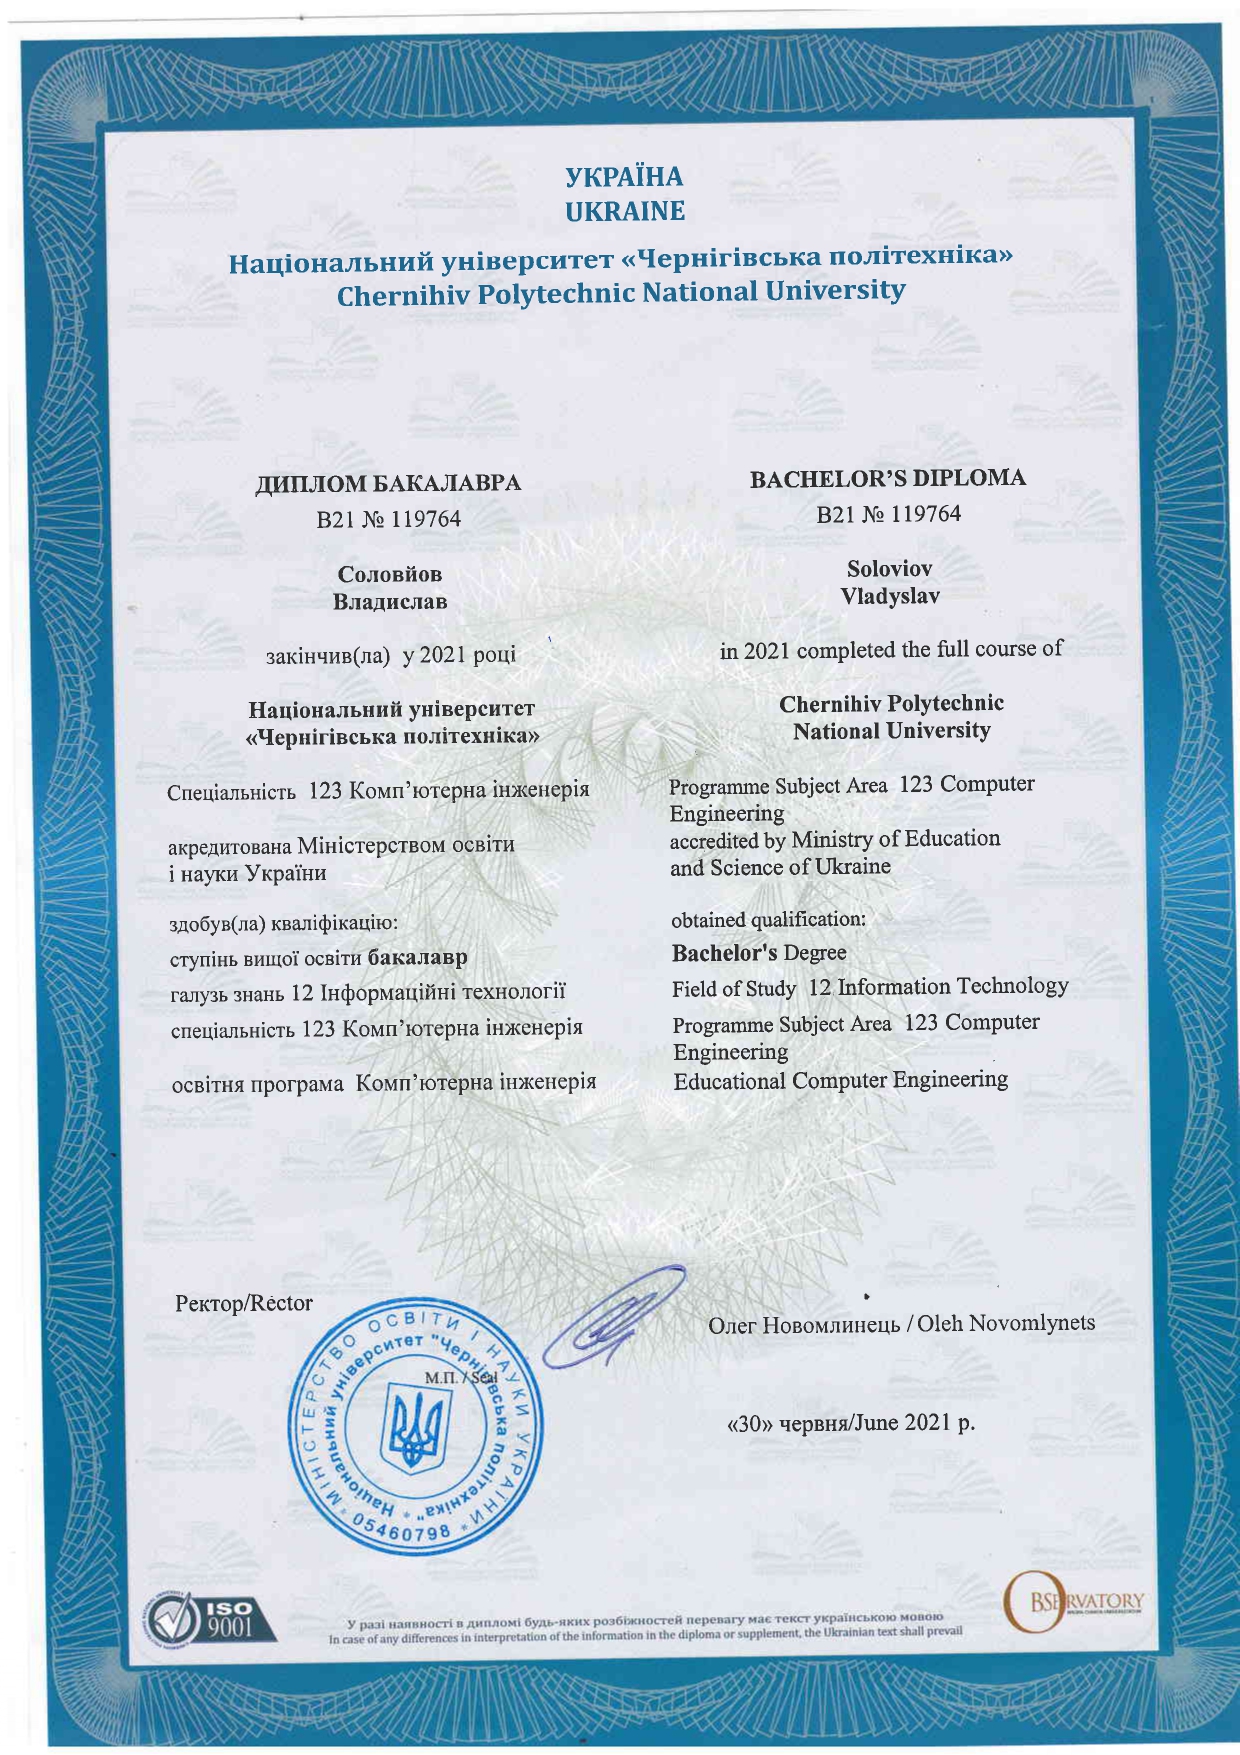 УКРАЇНА
UKRAINE
Національний університет «Чернігівська політехніка»
Chernihiv Polytechnic National University
ДИПЛОМ БАКАЛАВРА
В21 № 119764
Соловйов
Владислав
закінчив(ла) у 2021 році
Національний університет
«Чернігівська політехніка»
Спеціальність 123 Комп’ютерна інженерія
акредитована Міністерством освіти
і науки України
здобув(ла) кваліфікацію:
ступінь вищої освіти бакалавр
галузь знань 12 Інформаційні технології
спеціальність 123 Комп’ютерна інженерія
освітня програма Комп’ютерна інженерія
BACHELOR’S DIPLOMA
B21 № 119764
Soloviov
Vladyslav
in 2021 completed the full course of
Chernihiv Polytechnic
National University
Programme Subject Area 123 Computer
Engineering
accredited by Ministry of Education
and Science of Ukraine
obtained qualification:
Bachelor's Degree
Field of Study 12 Information Technology
Programme Subject Area 123 Computer
Engineering
Educational Computer Engineering
Ректор/Rector
Олег Новомлинець / Oleh Novomlynets
М.П. / Seal
МІНІСТЕРСТВО ОСВІТИ І НАУКИ УКРАЇНИ
* 05460798 *
Національний університет "Чернігівська політехніка" *
«30» червня/June 2021 р.
ISO
9001
У разі наявності в дипломі будь-яких розбіжностей перевагу має текст українською мовою
In case of any differences in interpretation of the information in the diploma or supplement, the Ukrainian text shall prevail
OBSERVATORY